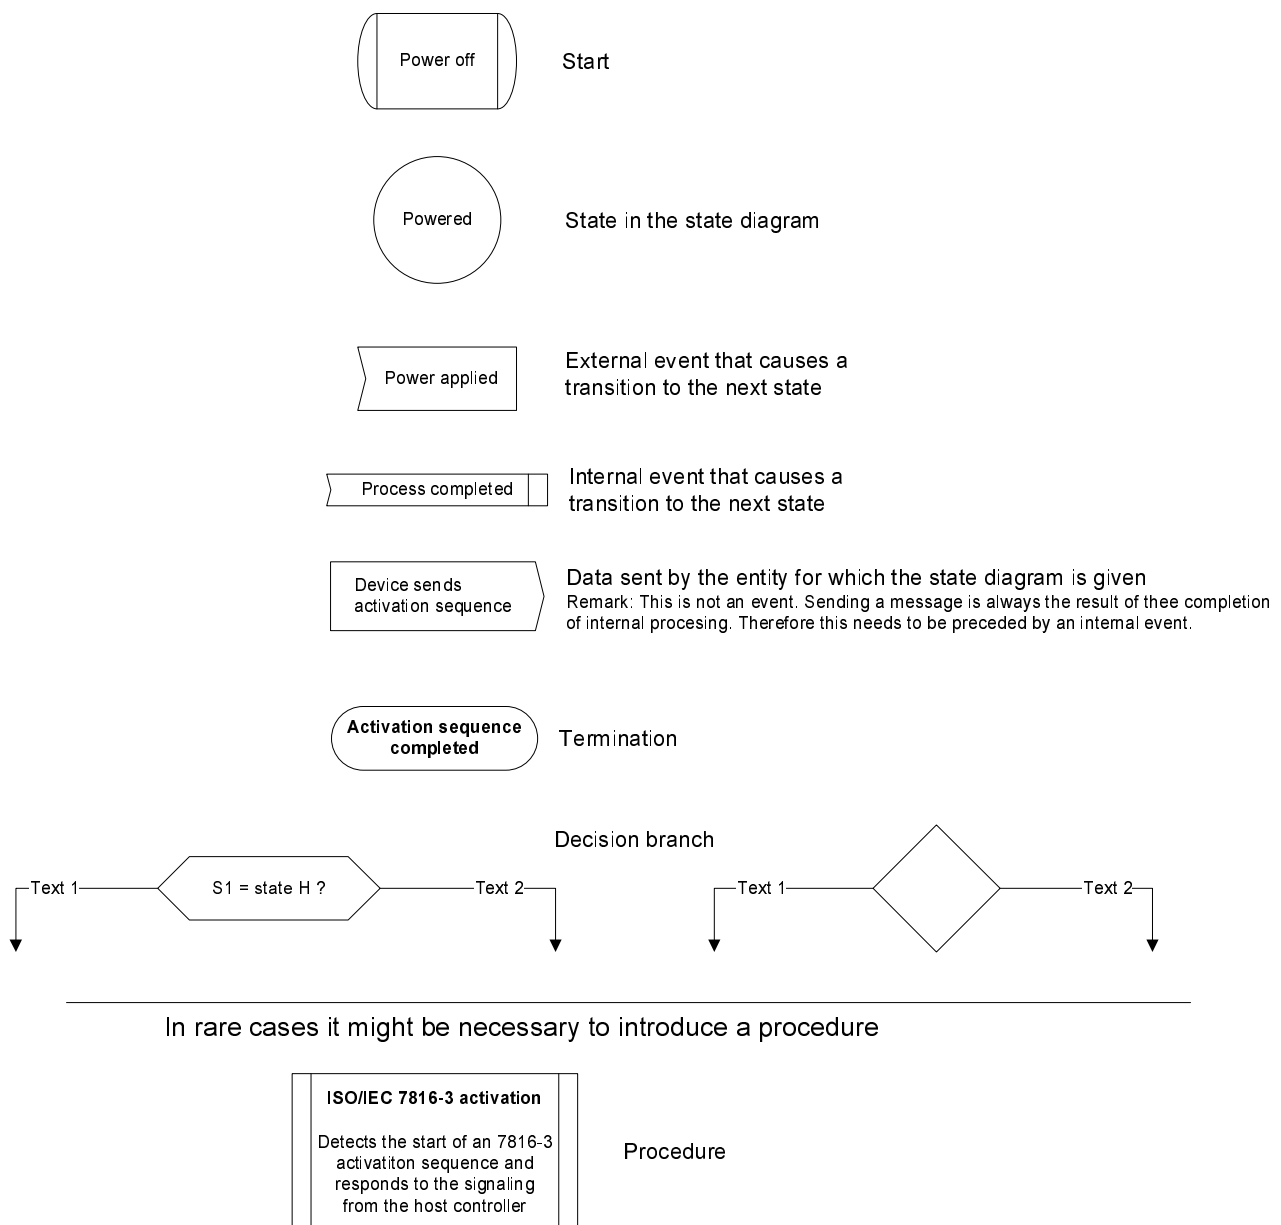 Power off
Start
Powered
State in the state diagram
Power applied
External event that causes a
transition to the next state
Process completed
Internal event that causes a
transition to the next state
Device sends
activation sequence
Data sent by the entity for which the state diagram is given
Remark: This is not an event. Sending a message is always the result of thee completion
of internal procesing. Therefore this needs to be preceded by an internal event.
Activation sequence
completed
Termination
Decision branch
Text 1
S1 = state H ?
Text 2
Text 1
Text 2
In rare cases it might be necessary to introduce a procedure
ISO/IEC 7816-3 activation
Detects the start of an 7816-3
activatiton sequence and
responds to the signaling
from the host controller
Procedure